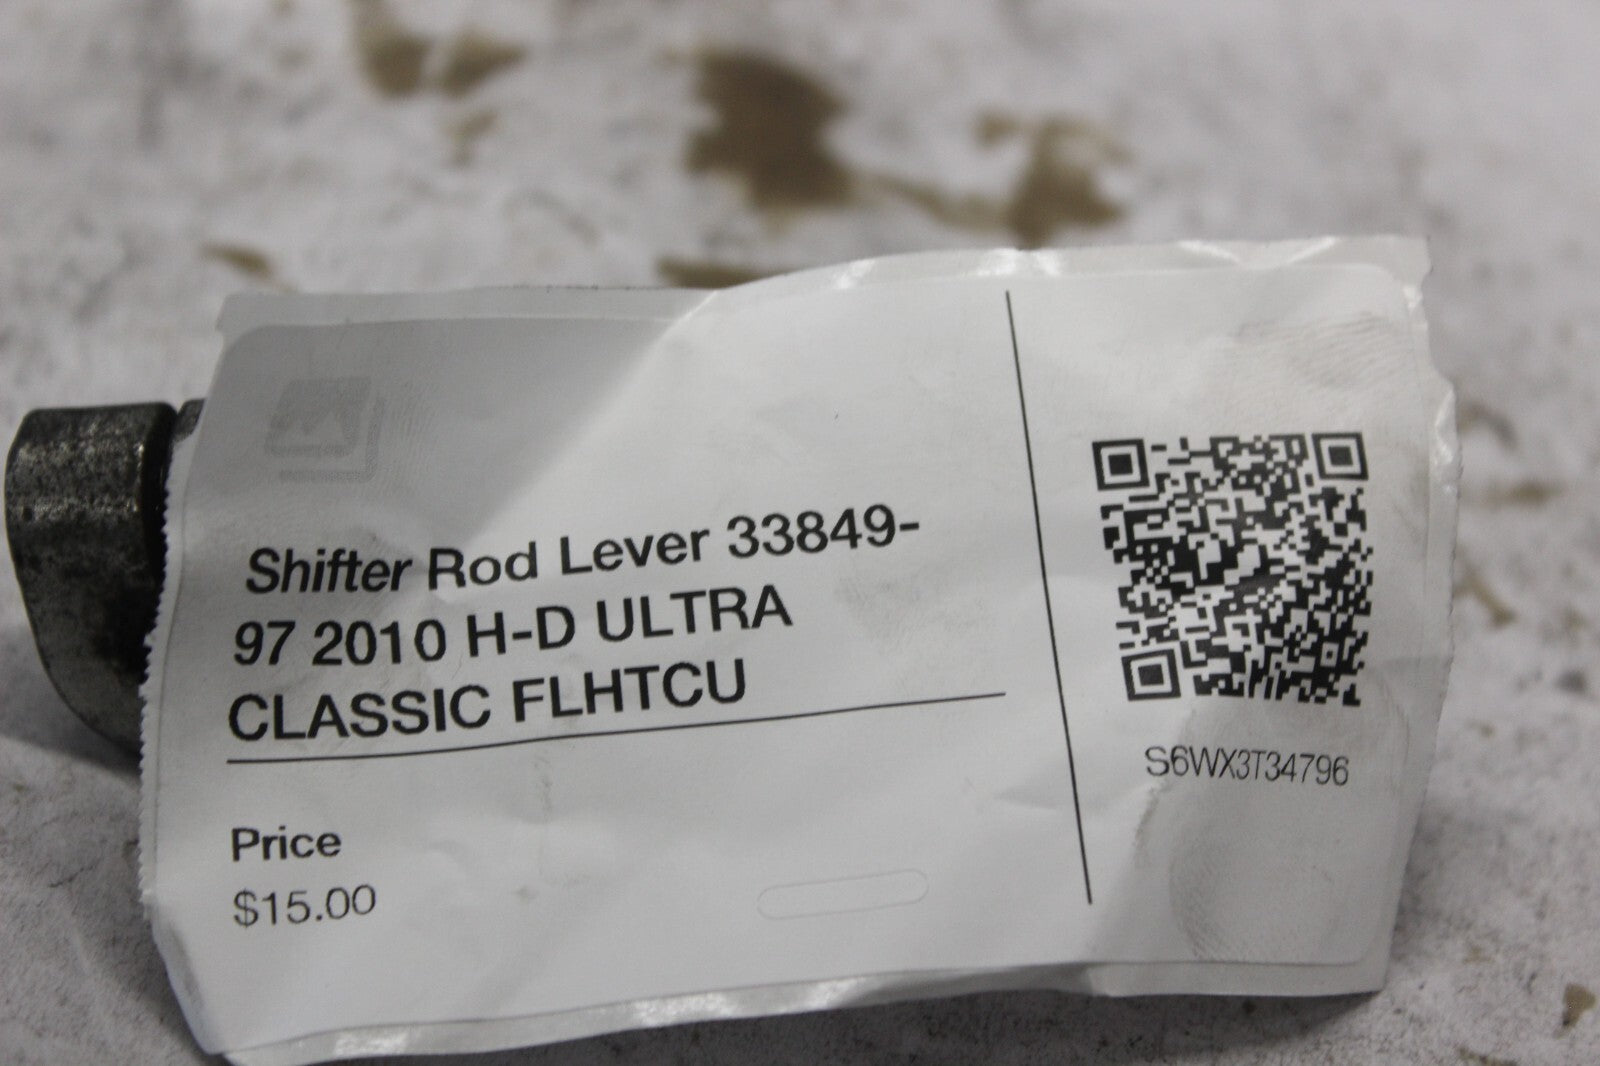 Shifter Rod Lever 33849-
97 2010 H-D ULTRA
CLASSIC FLHTCU
Price
$15.00
S6WX3T34796